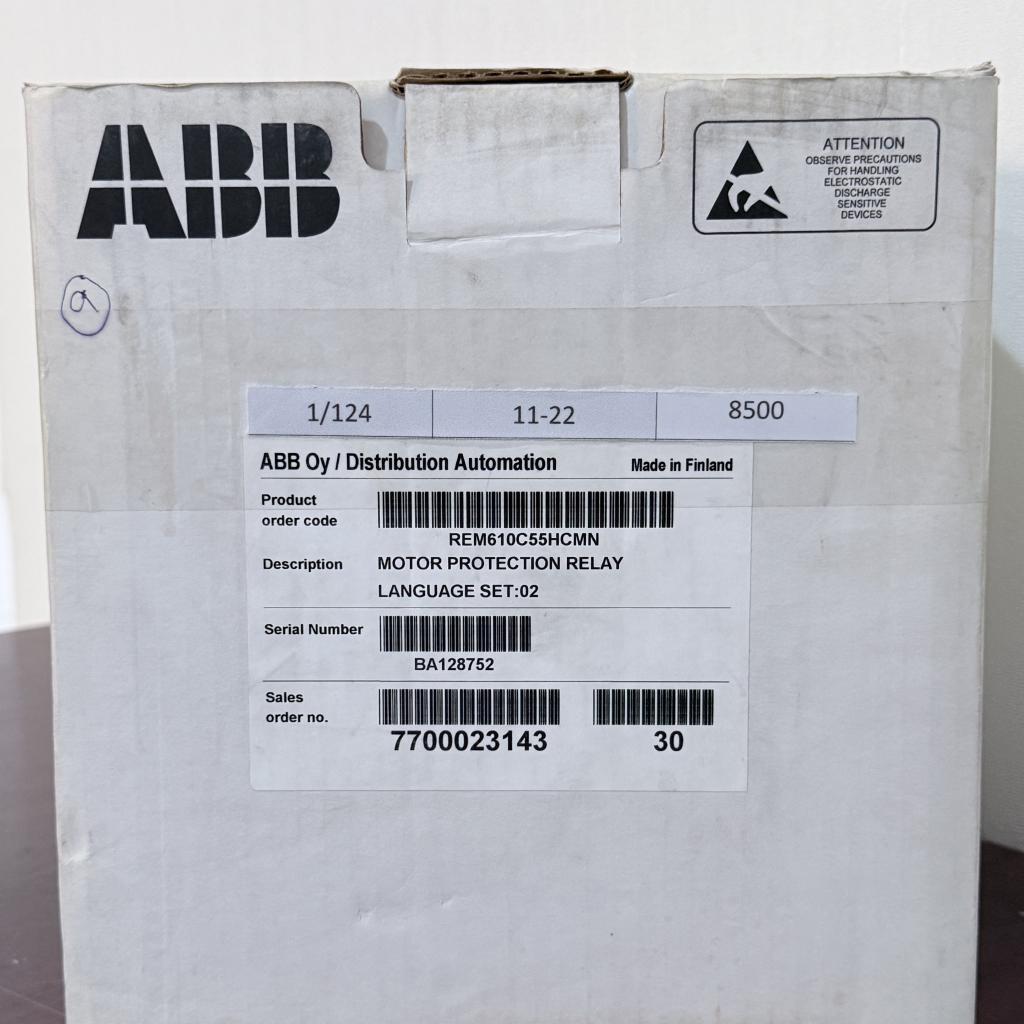 ABB
ATTENTION
OBSERVE PRECAUTIONS
FOR HANDLING
ELECTROSTATIC
DISCHARGE
SENSITIVE
DEVICES
a
1/124 11-22 8500
ABB Oy / Distribution Automation Made in Finland
Product
order code
REM610C55HCMN
Description MOTOR PROTECTION RELAY
LANGUAGE SET:02
Serial Number
BA128752
Sales
order no.
7700023143 30